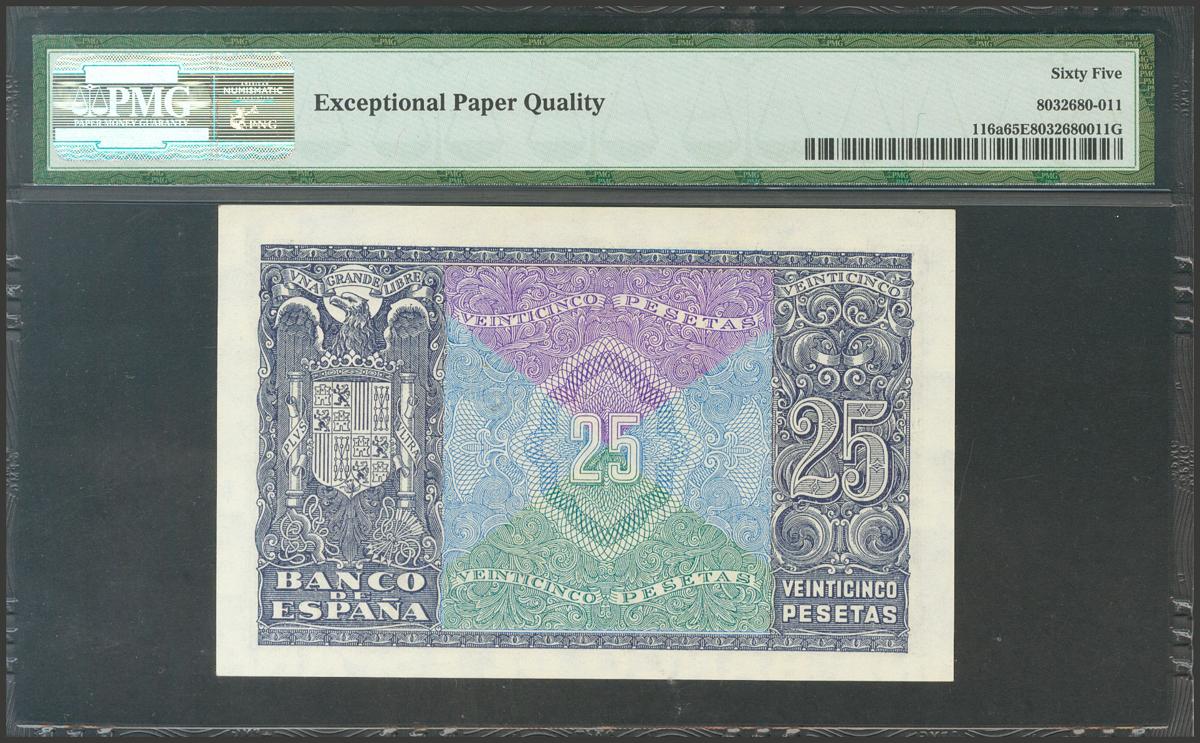 PMG
PAPER MONEY GUARANTY
NUMISMATIC
PNG
Exceptional Paper Quality
Sixty Five
8032680-011
116a65E8032680011G
VNA GRANDE LIBRE
PLVS VLTRA
BANCO
DE
ESPAÑA
VEINTICINCO PESETAS
25
VEINTICINCO PESETAS
VEINTICINCO
25
VEINTICINCO
PESETAS